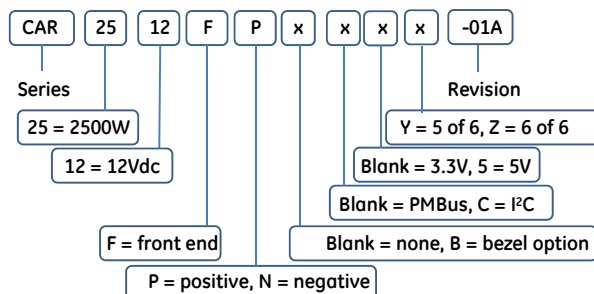 CAR 25 12 F P x x x x -01A
Series Revision
25 = 2500W Y = 5 of 6, Z = 6 of 6
12 = 12Vdc Blank = 3.3V, 5 = 5V
Blank = PMBus, C = I²C
F = front end Blank = none, B = bezel option
P = positive, N = negative